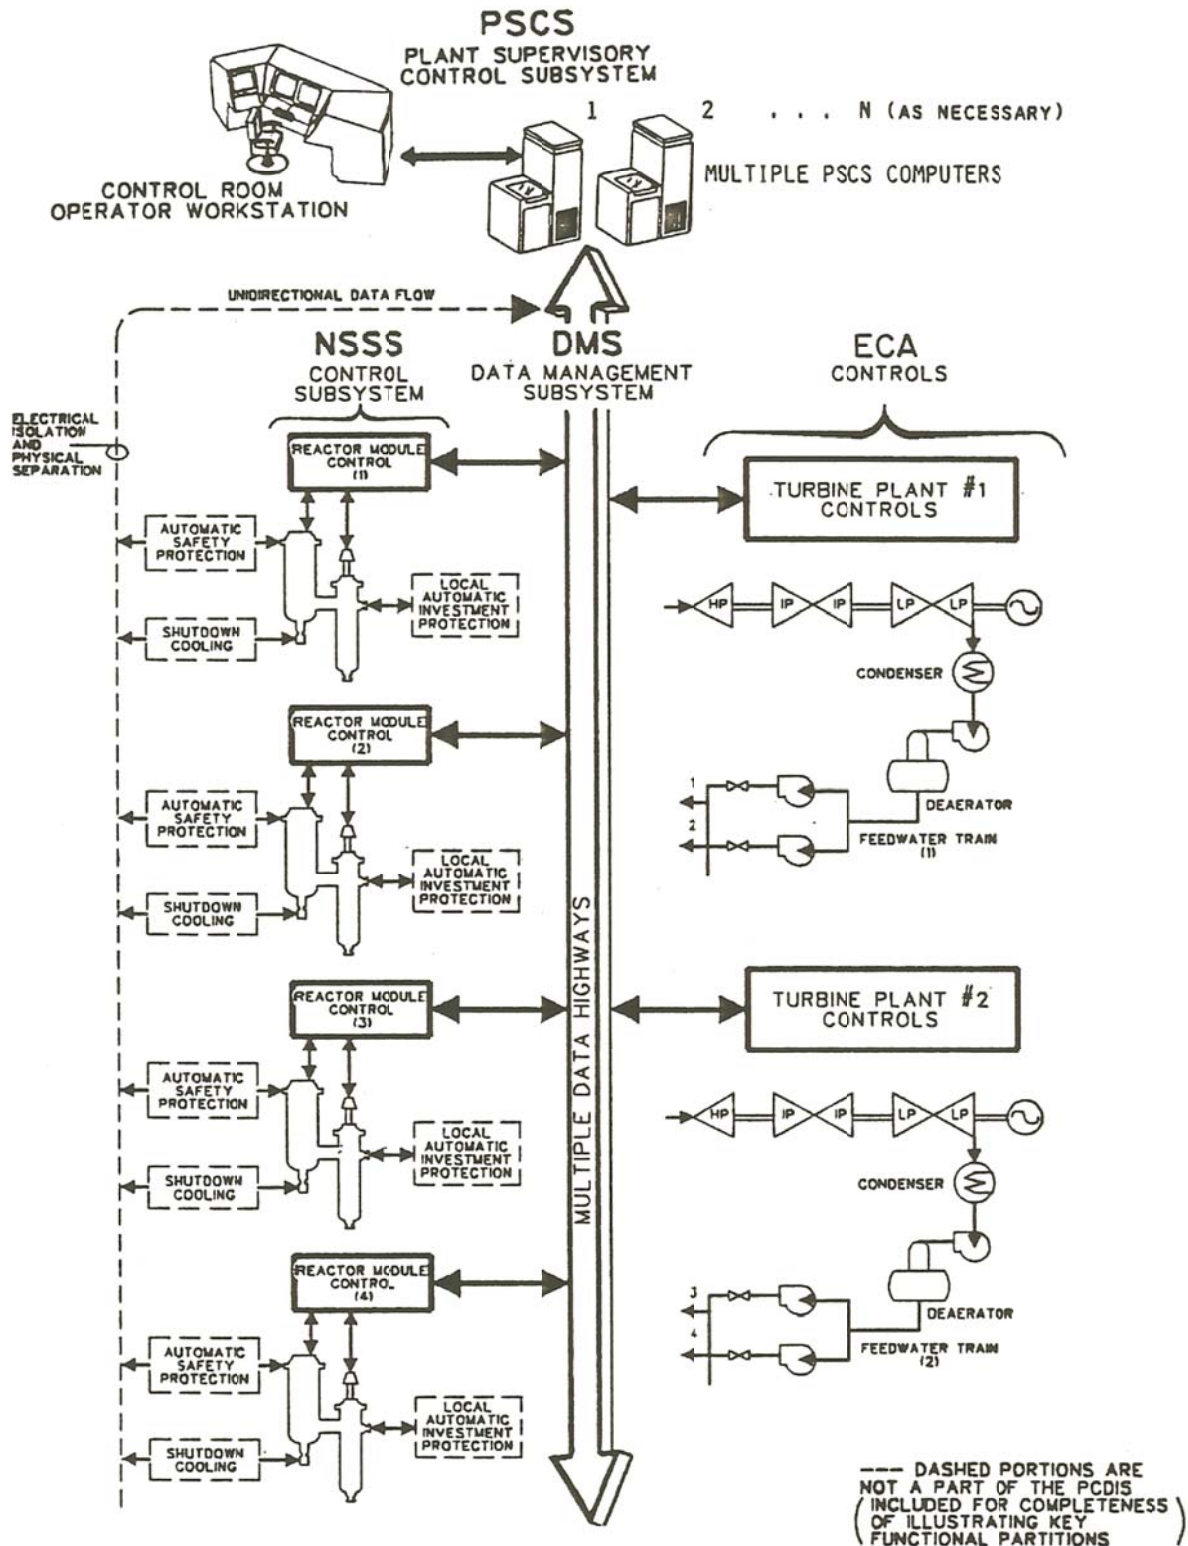 PSCS
PLANT SUPERVISORY
CONTROL SUBSYSTEM
1
2 . . . N (AS NECESSARY)
MULTIPLE PSCS COMPUTERS
CONTROL ROOM
OPERATOR WORKSTATION
UNIDIRECTIONAL DATA FLOW
NSSS
CONTROL
SUBSYSTEM
DMS
DATA MANAGEMENT
SUBSYSTEM
ECA
CONTROLS
ELECTRICAL
ISOLATION
AND
PHYSICAL
SEPARATION
REACTOR MODULE
CONTROL
(1)
AUTOMATIC
SAFETY
PROTECTION
LOCAL
AUTOMATIC
INVESTMENT
PROTECTION
SHUTDOWN
COOLING
REACTOR MODULE
CONTROL
(2)
AUTOMATIC
SAFETY
PROTECTION
LOCAL
AUTOMATIC
INVESTMENT
PROTECTION
SHUTDOWN
COOLING
REACTOR MODULE
CONTROL
(3)
AUTOMATIC
SAFETY
PROTECTION
LOCAL
AUTOMATIC
INVESTMENT
PROTECTION
SHUTDOWN
COOLING
REACTOR MODULE
CONTROL
(4)
AUTOMATIC
SAFETY
PROTECTION
LOCAL
AUTOMATIC
INVESTMENT
PROTECTION
SHUTDOWN
COOLING
MULTIPLE DATA HIGHWAYS
TURBINE PLANT #1
CONTROLS
HP IP IP LP LP
CONDENSER
DEAERATOR
1
2
FEEDWATER TRAIN
(1)
TURBINE PLANT #2
CONTROLS
HP IP IP LP LP
CONDENSER
DEAERATOR
3
4
FEEDWATER TRAIN
(2)
--- DASHED PORTIONS ARE
NOT A PART OF THE PCDIS
( INCLUDED FOR COMPLETENESS
OF ILLUSTRATING KEY
FUNCTIONAL PARTITIONS )